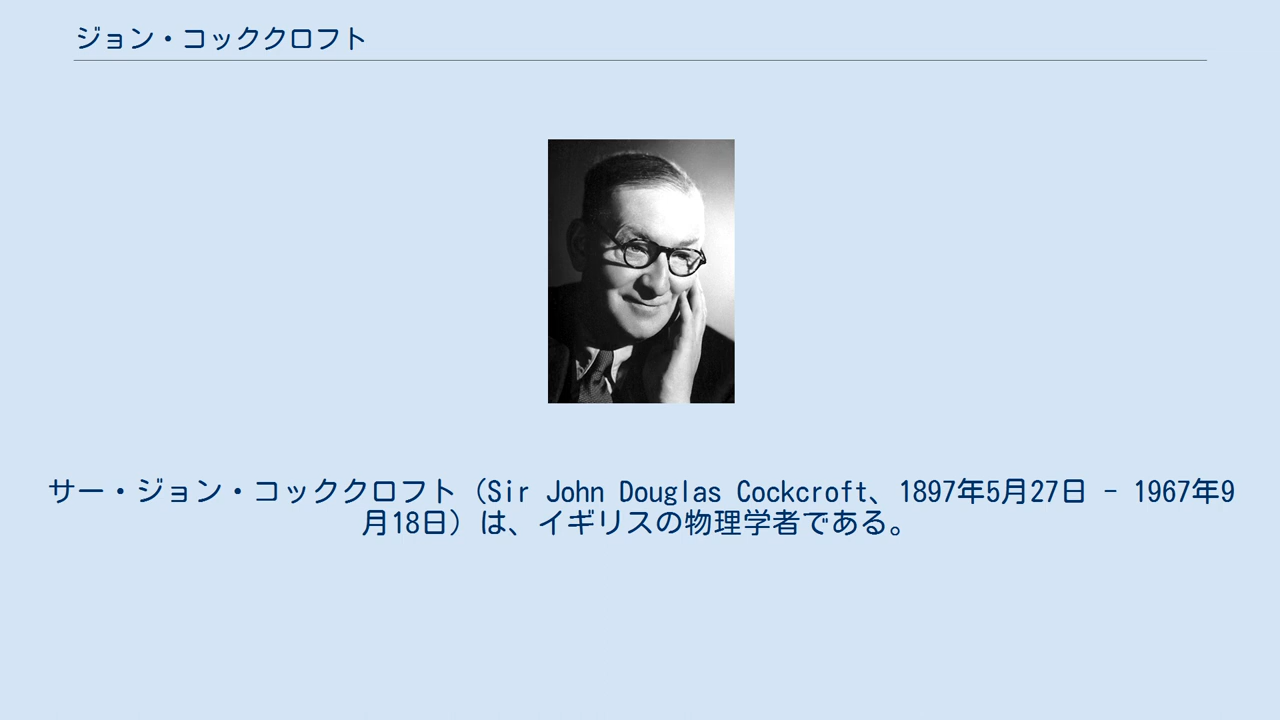 ジョン・コッククロフト
サー・ジョン・コッククロフト（Sir John Douglas Cockcroft、1897年5月27日 - 1967年9
月18日）は、イギリスの物理学者である。